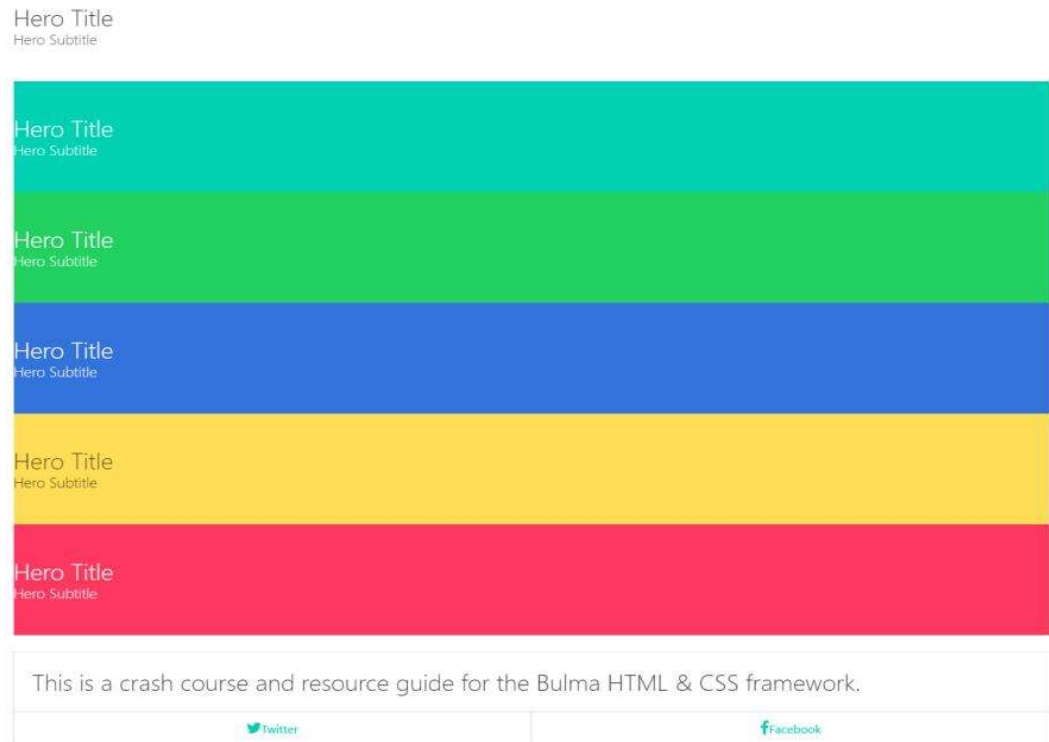 Hero Title
Hero Subtitle
Hero Title
Hero Subtitle
Hero Title
Hero Subtitle
Hero Title
Hero Subtitle
Hero Title
Hero Subtitle
Hero Title
Hero Subtitle
This is a crash course and resource guide for the Bulma HTML & CSS framework.
Twitter Facebook